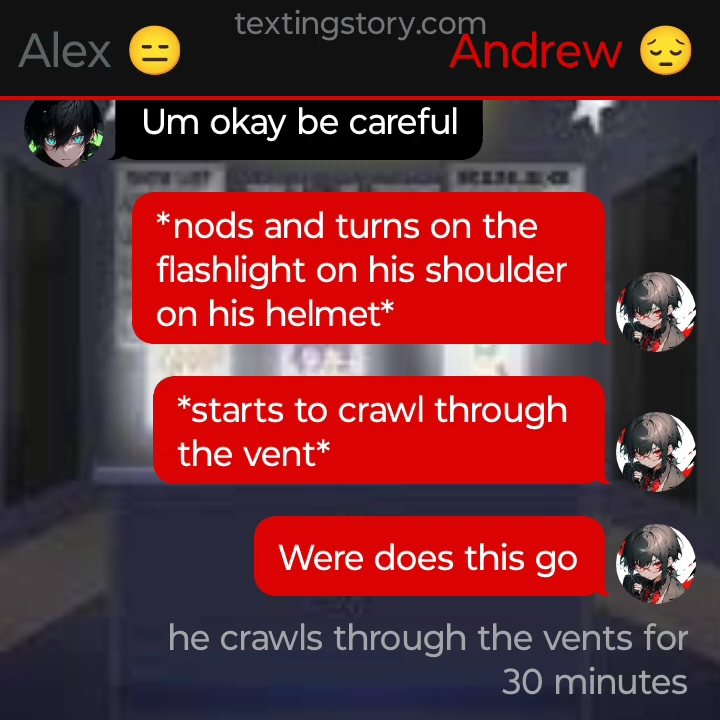 textingstory.com
Alex 😑
Andrew 😔
Um okay be careful
*nods and turns on the
flashlight on his shoulder
on his helmet*
*starts to crawl through
the vent*
Were does this go
he crawls through the vents for
30 minutes